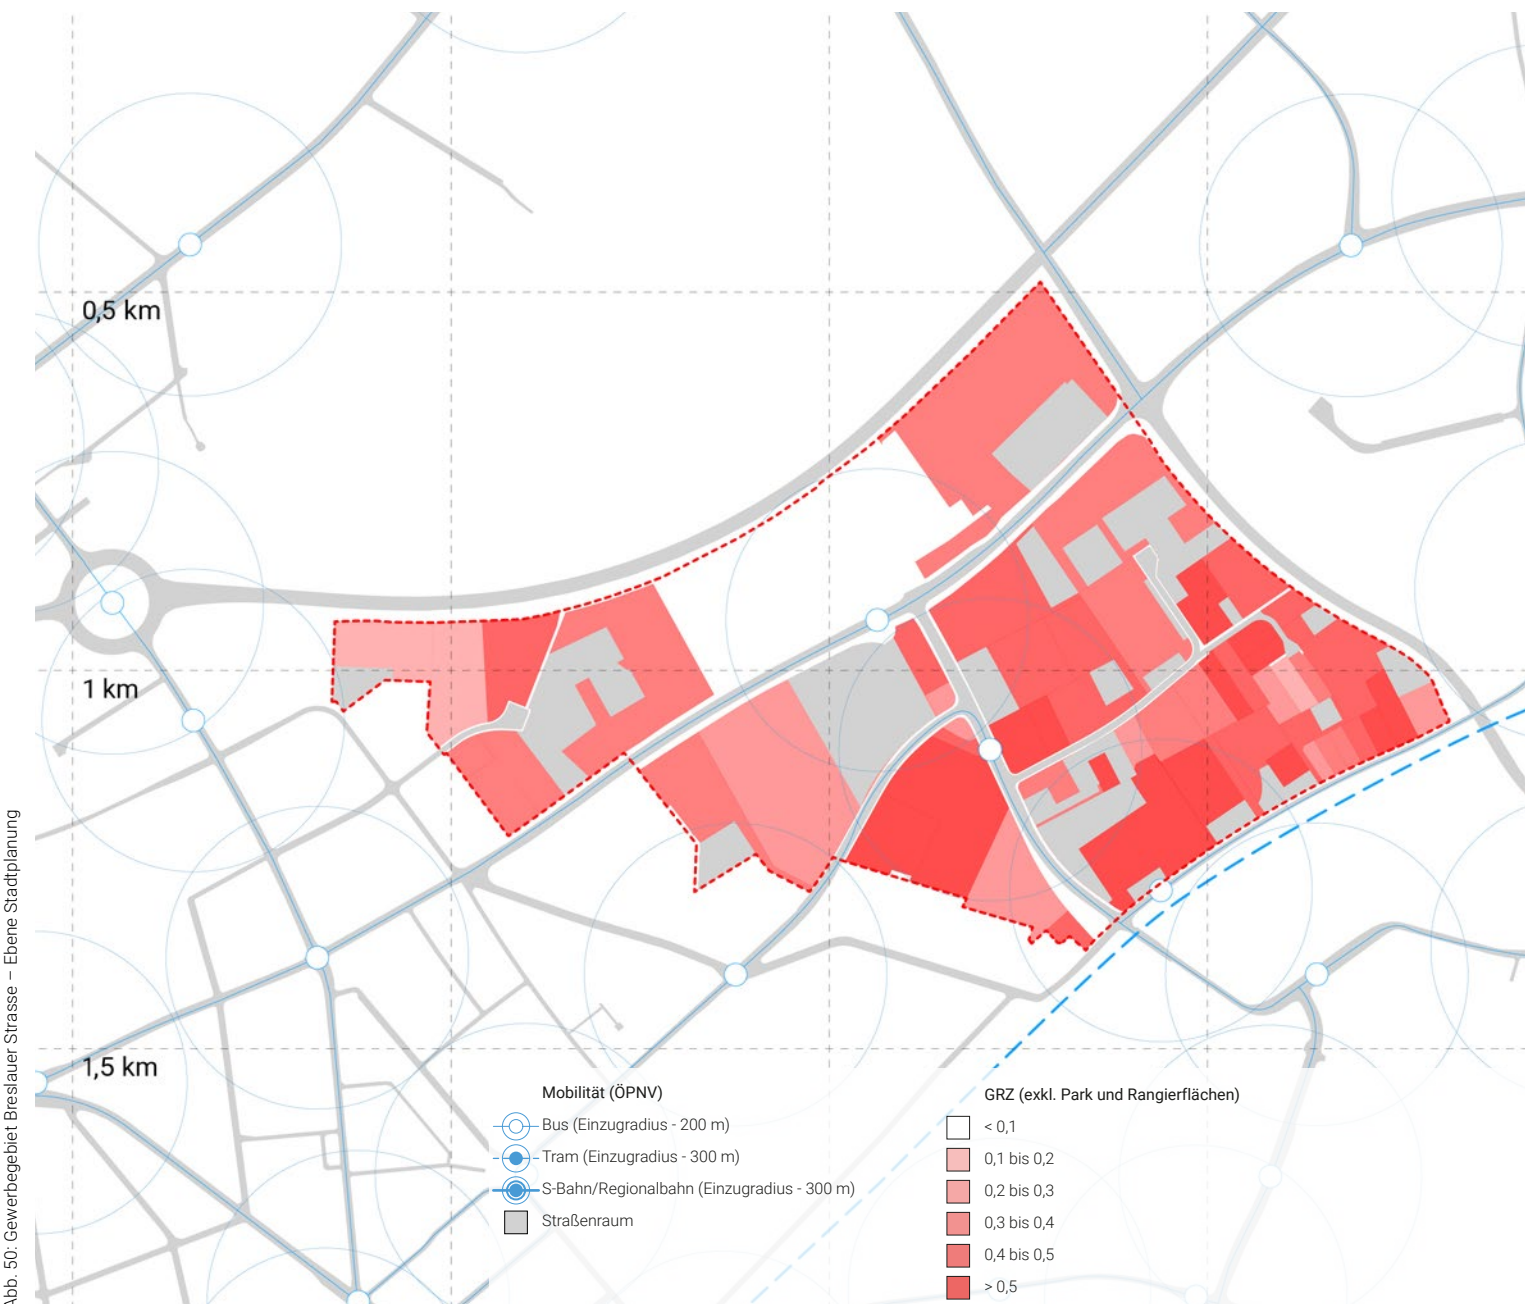 0,5 km
1 km
1,5 km
Abb. 50: Gewerbegebiet Breslauer Strasse – Ebene Stadtplanung
Mobilität (ÖPNV)
Bus (Einzugradius - 200 m)
Tram (Einzugradius - 300 m)
S-Bahn/Regionalbahn (Einzugradius - 300 m)
Straßenraum
GRZ (exkl. Park und Rangierflächen)
< 0,1
0,1 bis 0,2
0,2 bis 0,3
0,3 bis 0,4
0,4 bis 0,5
> 0,5